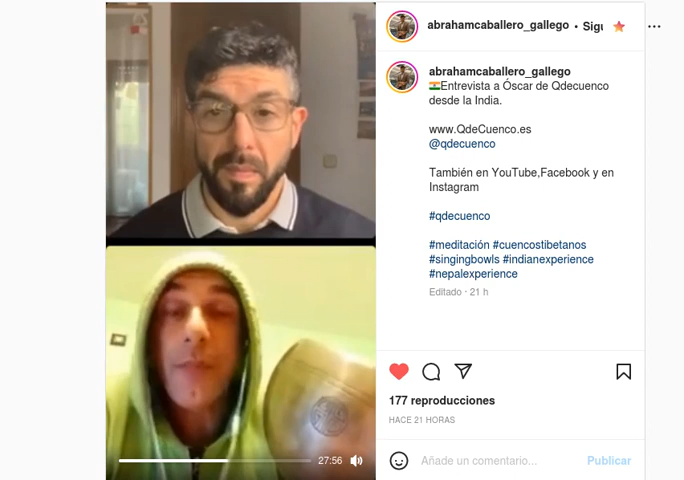 abrahamcaballero_gallego • Sigu
abrahamcaballero_gallego
Entrevista a Óscar de Qdecuenco
desde la India.
www.QdeCuenco.es
@qdecuenco
También en YouTube,Facebook y en
Instagram
#qdecuenco
#meditación #cuencostibetanos
#singingbowls #indianexperience
#nepalexperience
Editado · 21 h
177 reproducciones
HACE 21 HORAS
27:56
Añade un comentario...
Publicar